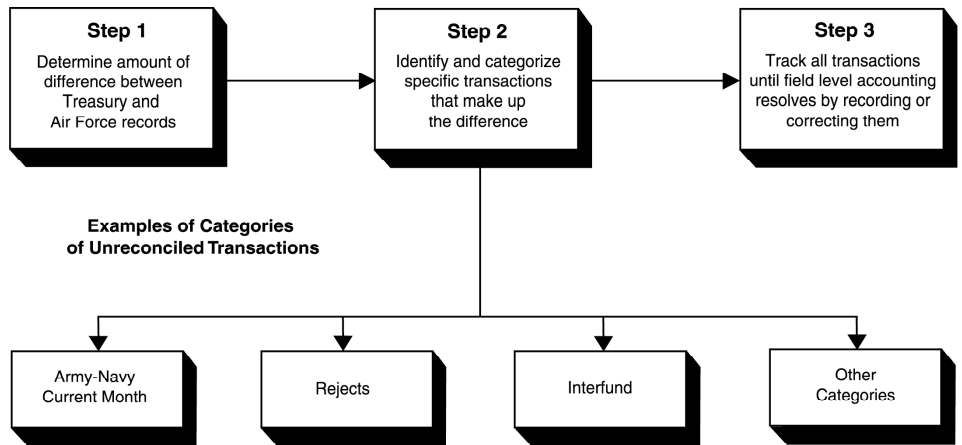 Step 1
Determine amount of
difference between
Treasury and
Air Force records
Step 2
Identify and categorize
specific transactions
that make up
the difference
Step 3
Track all transactions
until field level accounting
resolves by recording or
correcting them
Examples of Categories
of Unreconciled Transactions
Army-Navy
Current Month
Rejects
Interfund
Other
Categories